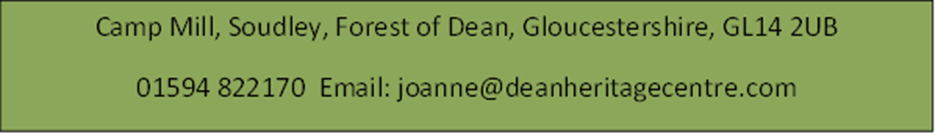 Camp Mill, Soudley, Forest of Dean, Gloucestershire, GL14 2UB
01594 822170  Email: joanne@deanheritagecentre.com